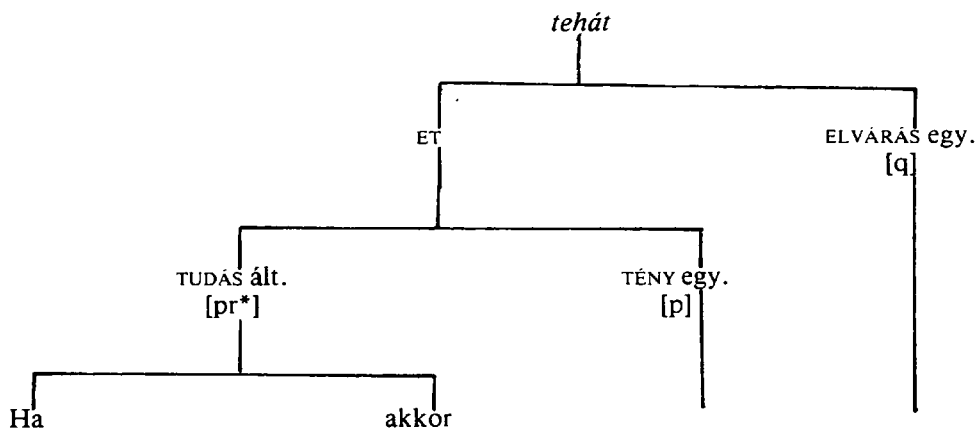 tehát
ET
ELVÁRÁS egy.
[q]
TUDÁS ált.
[pr*]
TÉNY egy.
[p]
Ha
akkor